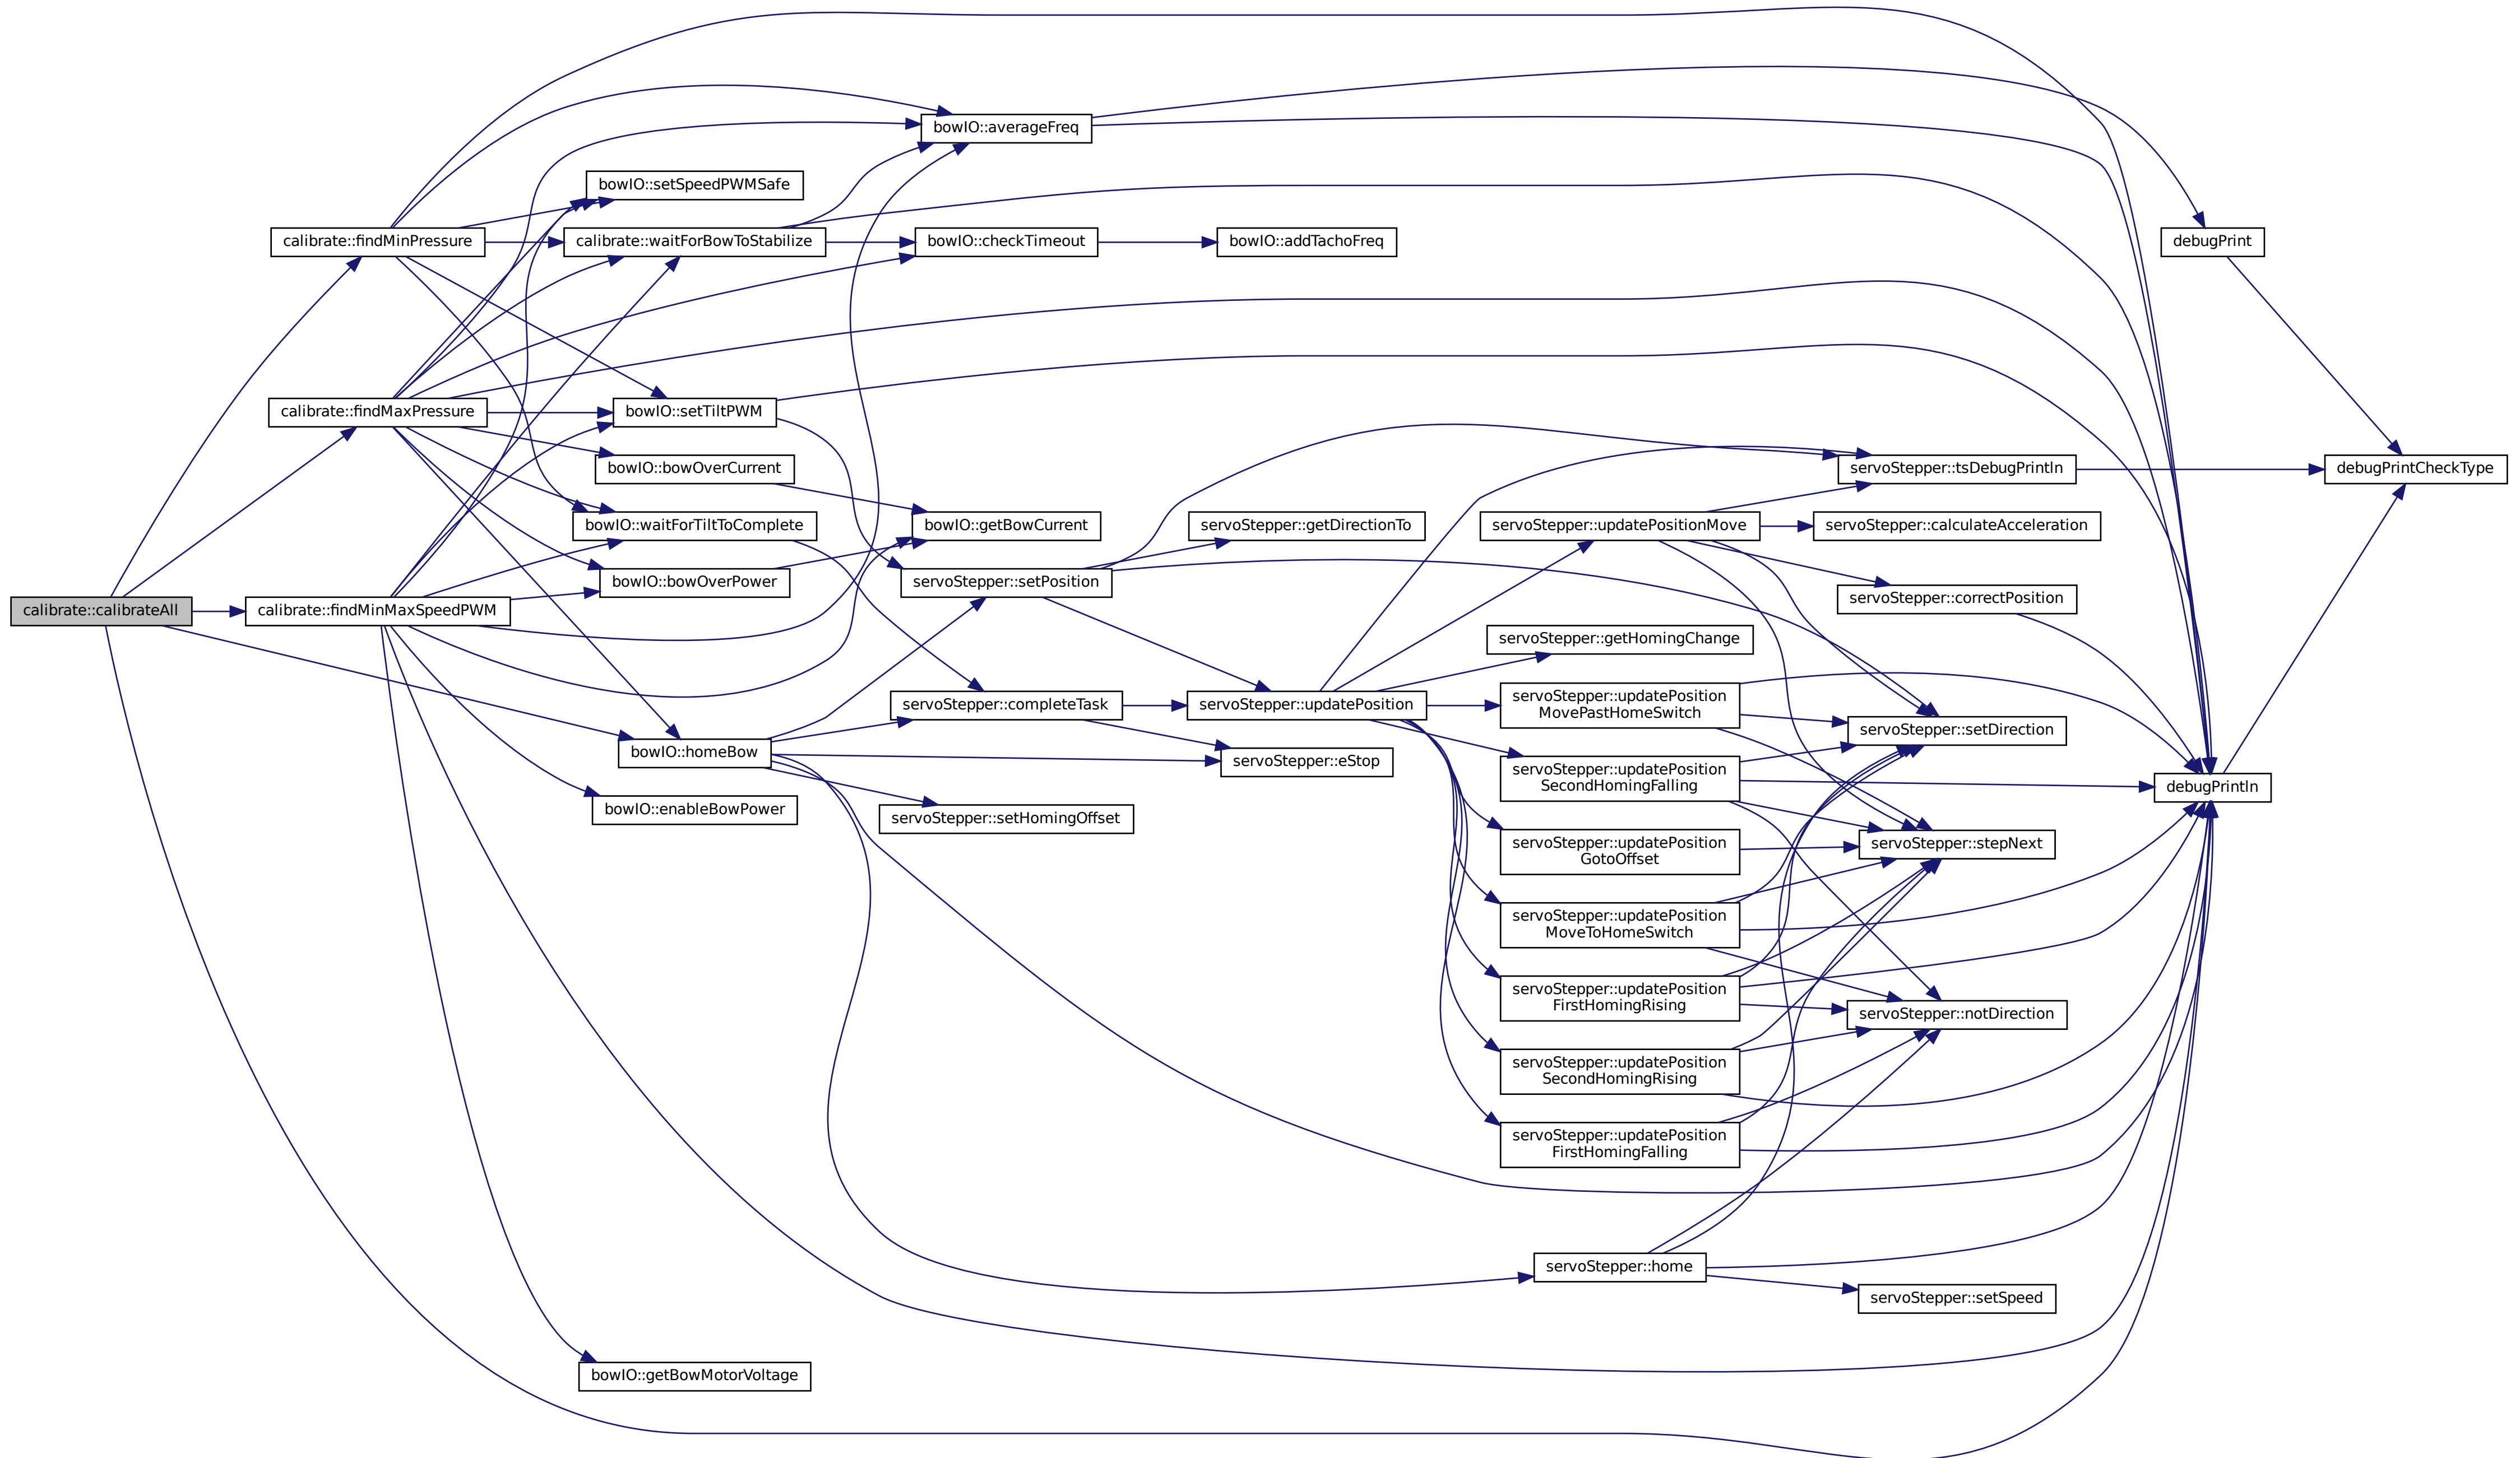 bowIO::averageFreq
bowIO::setSpeedPWMSafe
calibrate::findMinPressure
calibrate::waitForBowToStabilize
bowIO::checkTimeout
bowIO::addTachoFreq
debugPrint
calibrate::findMaxPressure
bowIO::setTiltPWM
bowIO::bowOverCurrent
servoStepper::tsDebugPrintln
debugPrintCheckType
bowIO::waitForTiltToComplete
bowIO::getBowCurrent
servoStepper::getDirectionTo
servoStepper::updatePositionMove
servoStepper::calculateAcceleration
bowIO::bowOverPower
servoStepper::setPosition
servoStepper::correctPosition
calibrate::calibrateAll
calibrate::findMinMaxSpeedPWM
servoStepper::getHomingChange
servoStepper::completeTask
servoStepper::updatePosition
servoStepper::updatePosition
MovePastHomeSwitch
servoStepper::setDirection
bowIO::homeBow
servoStepper::eStop
servoStepper::updatePosition
SecondHomingFalling
debugPrintln
bowIO::enableBowPower
servoStepper::setHomingOffset
servoStepper::updatePosition
GotoOffset
servoStepper::stepNext
servoStepper::updatePosition
MoveToHomeSwitch
servoStepper::updatePosition
FirstHomingRising
servoStepper::notDirection
servoStepper::updatePosition
SecondHomingRising
servoStepper::updatePosition
FirstHomingFalling
servoStepper::home
servoStepper::setSpeed
bowIO::getBowMotorVoltage